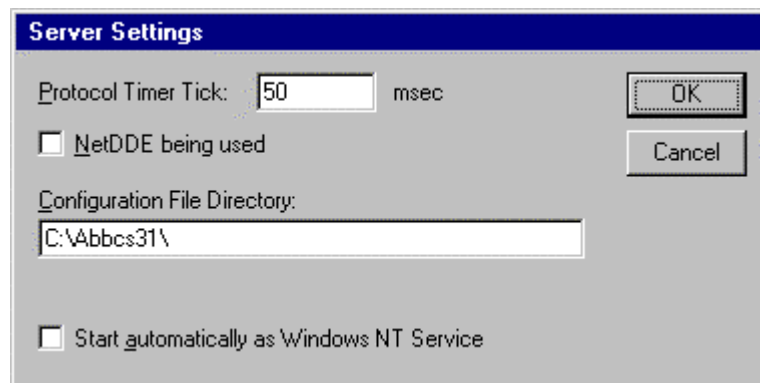 Server Settings
Protocol Timer Tick: 50 msec
OK
NetDDE being used
Cancel
Configuration File Directory:
C:\Abbcs31\
Start automatically as Windows NT Service